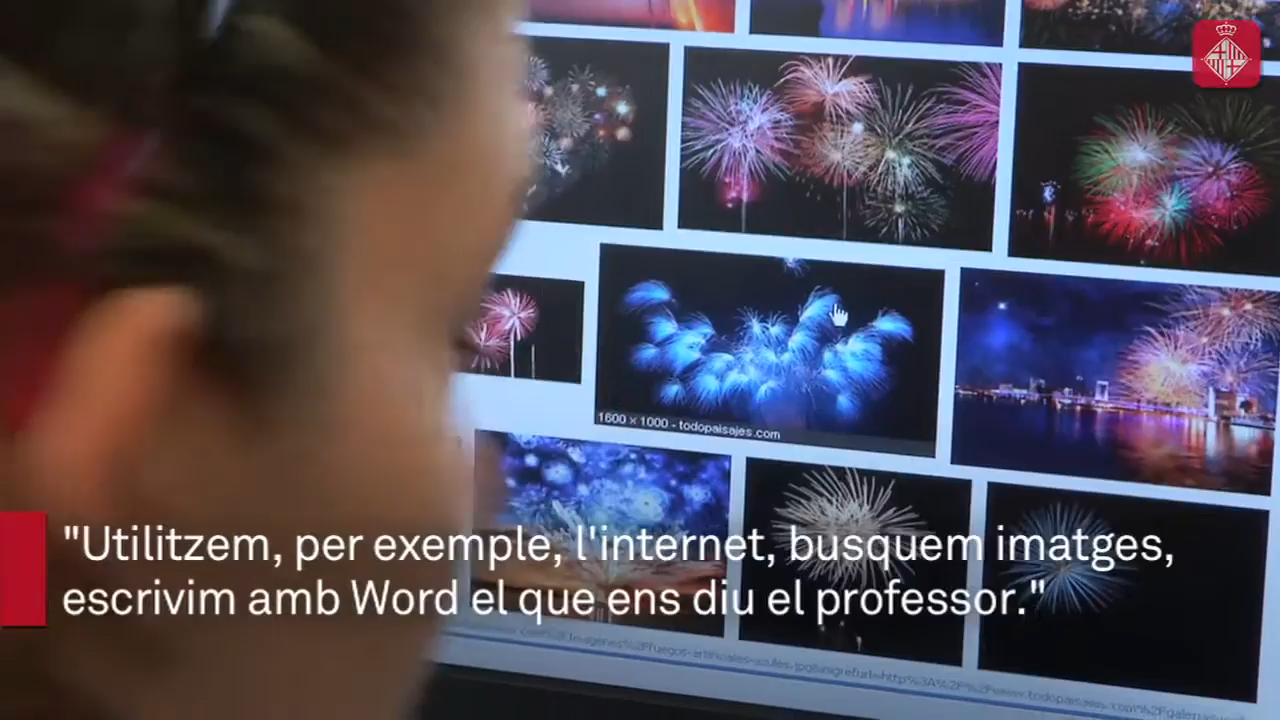 1600 × 1000 - todopaisajes.com
"Utilitzem, per exemple, l'internet, busquem imatges,
escrivim amb Word el que ens diu el professor."